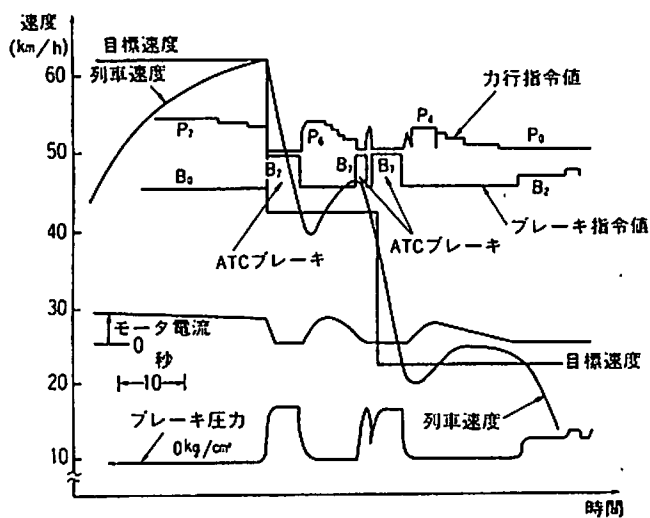 速度
(km/h)
目標速度
60
列車速度
力行指令値
P₇
P₆
P₄
P₀
50
B₀
B₇
B₇
B₇
B₂
ブレーキ指令値
40
ATCブレーキ
ATCブレーキ
30
モータ電流
0
秒
目標速度
20
10
ブレーキ圧力
列車速度
0kg/cm²
10
時間